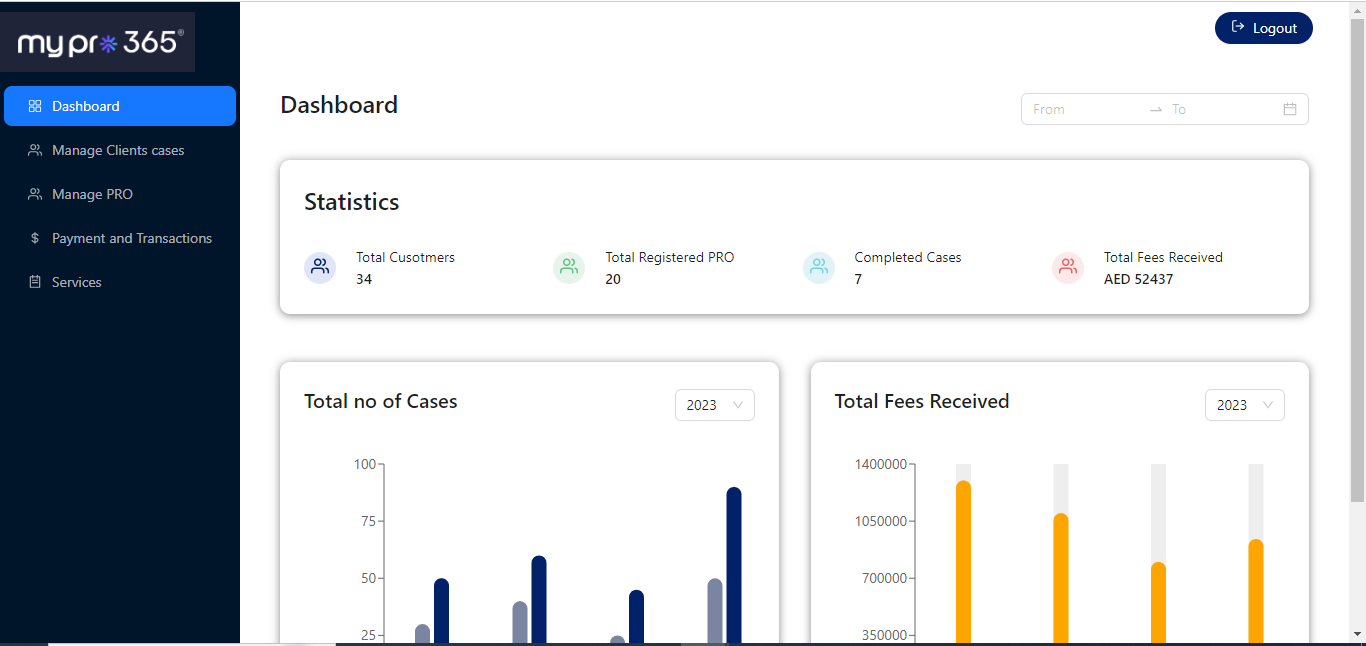 mypro 365®
Logout
Dashboard
Manage Clients cases
Manage PRO
Payment and Transactions
Services
Dashboard
From To
Statistics
Total Cusotmers
34
Total Registered PRO
20
Completed Cases
7
Total Fees Received
AED 52437
Total no of Cases
2023
100
75
50
25
Total Fees Received
2023
1400000
1050000
700000
350000